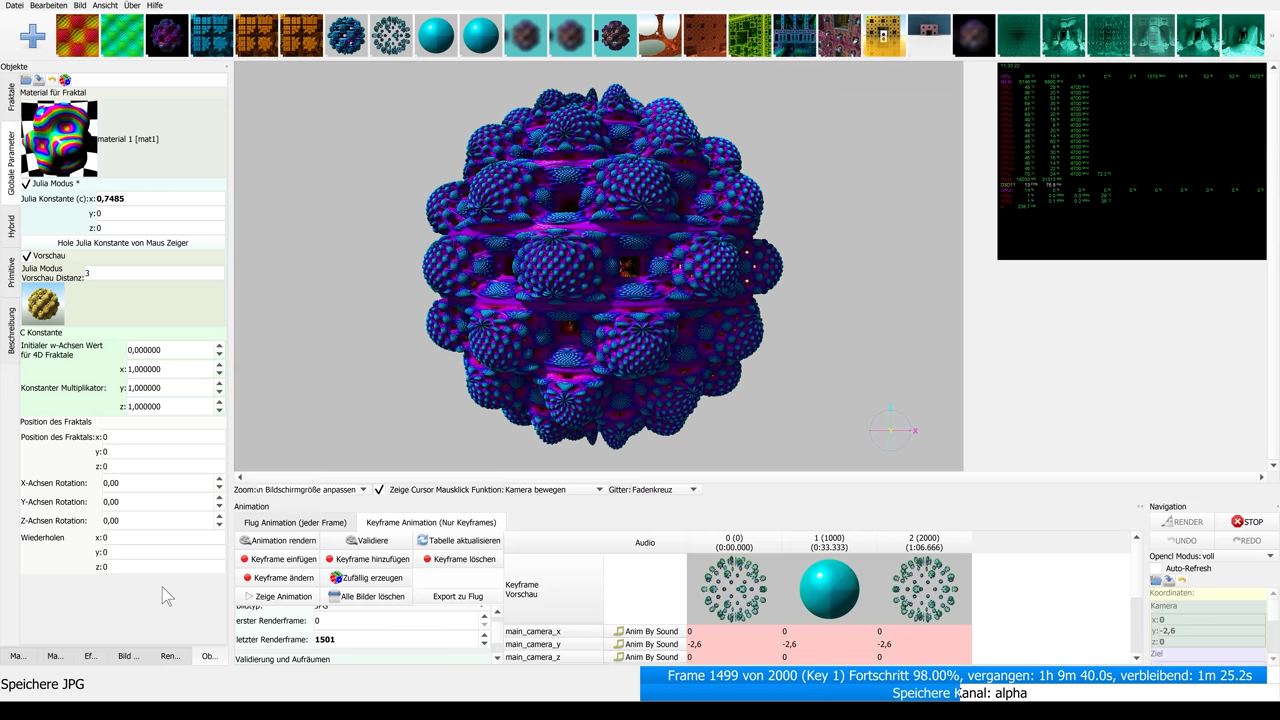 Datei Bearbeiten Bild Ansicht Über Hilfe
Objekte
Material für Fraktal
material 1 [mat1]
Julia Modus *
Julia Konstante (c): x: 0,7485
y: 0
z: 0
Hole Julia Konstante von Maus Zeiger
Vorschau
Julia Modus
Vorschau Distanz: 3
C Konstante
Initialer w-Achsen Wert
für 4D Fraktale
0,000000
x: 1,000000
Konstanter Multiplikator: y: 1,000000
z: 1,000000
Position des Fraktals
Position des Fraktals: x: 0
y: 0
z: 0
X-Achsen Rotation: 0,00
Y-Achsen Rotation: 0,00
Z-Achsen Rotation: 0,00
Wiederholen x: 0
y: 0
z: 0
Ma... Ma... Ef... Bild ... Ren... Ob...
Fraktale
Globale Parameter
Hybrid
Primitive
Beschreibung
11:33:22
x
Zoom: n Bildschirmgröße anpassen
Zeige Cursor Mausklick Funktion: Kamera bewegen
Gitter: Fadenkreuz
Animation
Flug Animation (jeder Frame) Keyframe Animation (Nur Keyframes)
Animation rendern Validiere Tabelle aktualisieren
Keyframe einfügen Keyframe hinzufügen Keyframe löschen
Keyframe ändern Zufällig erzeugen
Zeige Animation Alle Bilder löschen Export zu Flug
Bildtyp: JPG
erster Renderframe: 0
letzter Renderframe: 1501
Validierung und Aufräumen
Audio
0 (0) 1 (1000) 2 (2000)
(0:00.000) (0:33.333) (1:06.666)
Keyframe
Vorschau
main_camera_x Anim By Sound 0 0 0
main_camera_y Anim By Sound -2,6 -2,6 -2,6
main_camera_z Anim By Sound 0 0 0
Navigation
RENDER STOP
UNDO REDO
Opencl Modus: voll
Auto-Refresh
Koordinaten:
Kamera
x: 0
y: -2,6
z: 0
Ziel
Speichere JPG
Frame 1499 von 2000 (Key 1) Fortschritt 98.00%, vergangen: 1h 9m 40.0s, verbleibend: 1m 25.2s
Speichere Kanal: alpha